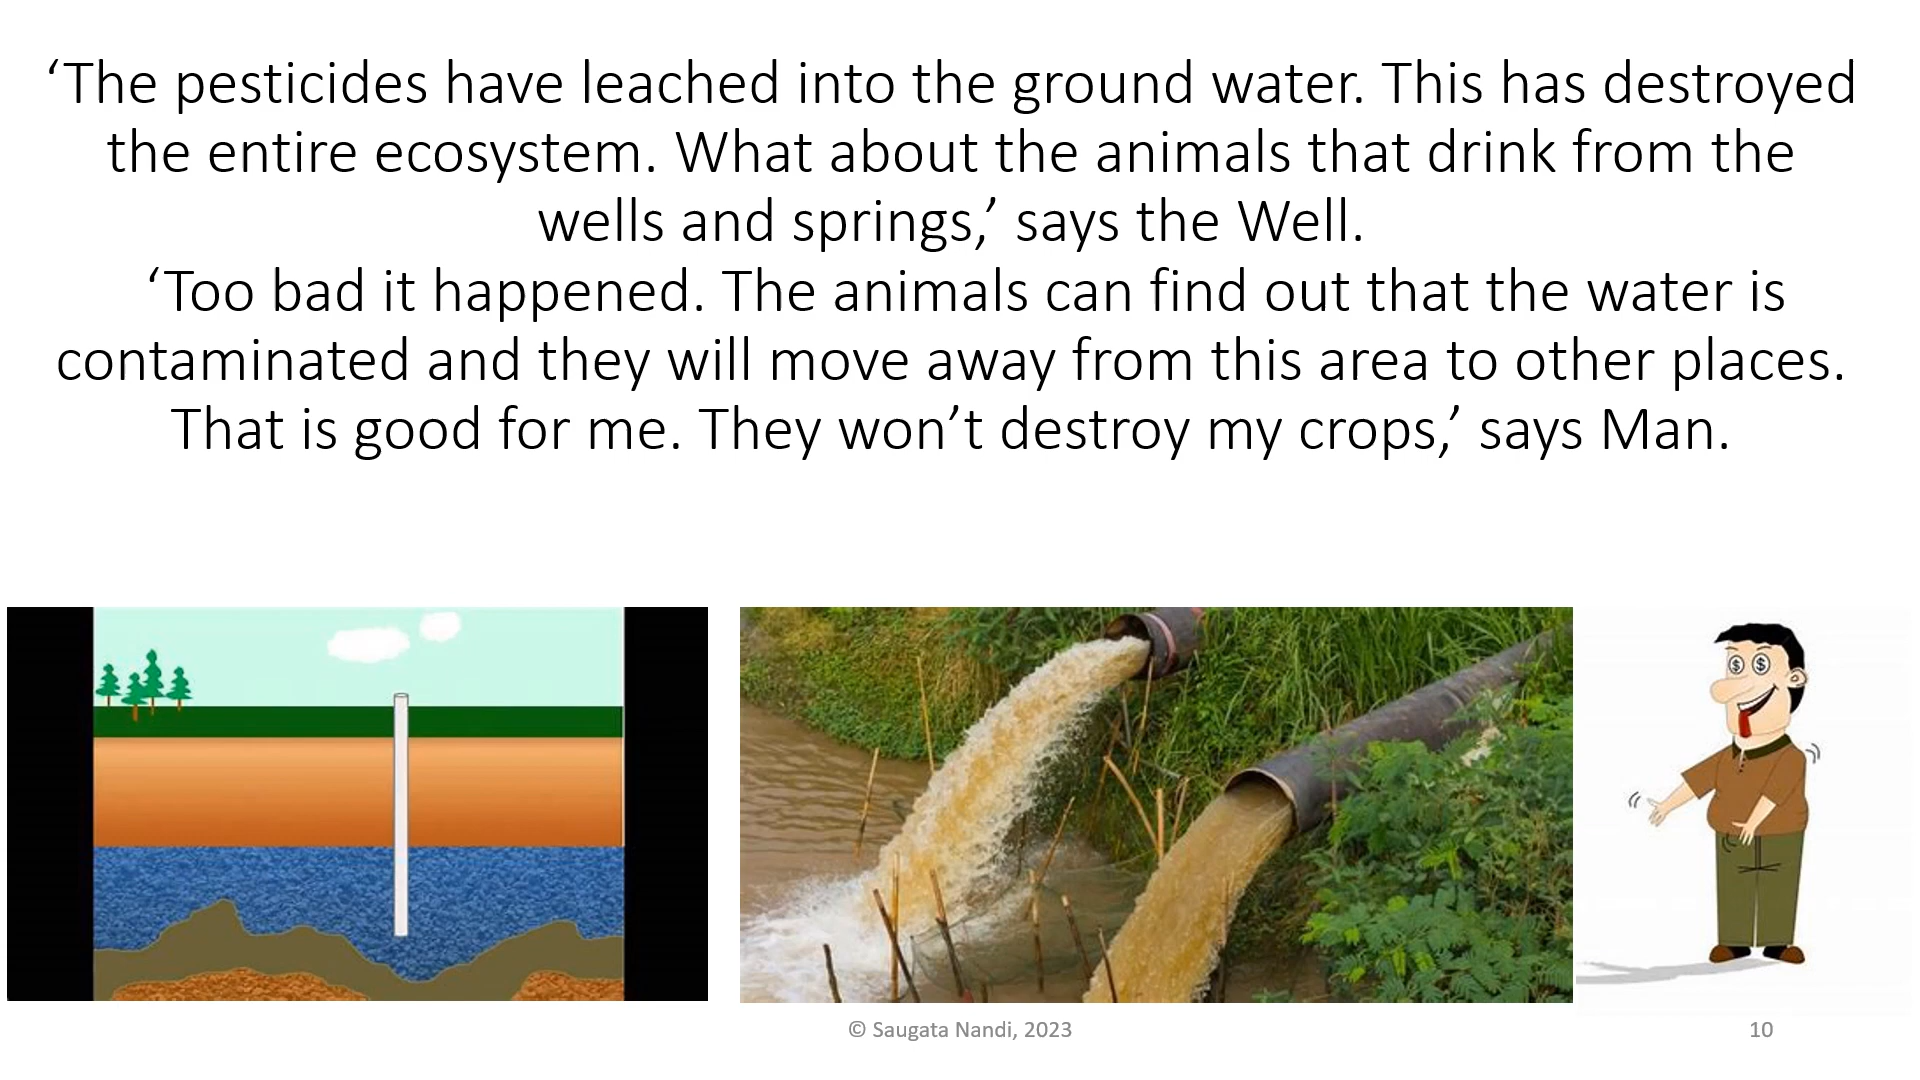 ‘The pesticides have leached into the ground water. This has destroyed
the entire ecosystem. What about the animals that drink from the
wells and springs,’ says the Well.
‘Too bad it happened. The animals can find out that the water is
contaminated and they will move away from this area to other places.
That is good for me. They won’t destroy my crops,’ says Man.
$ $
© Saugata Nandi, 2023
10